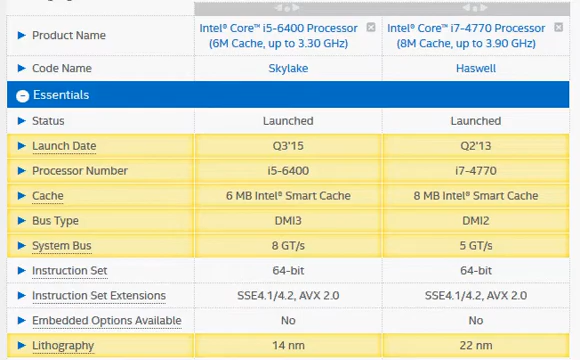 Product Name
Intel® Core™ i5-6400 Processor
(6M Cache, up to 3.30 GHz)
Intel® Core™ i7-4770 Processor
(8M Cache, up to 3.90 GHz)
Code Name Skylake Haswell
Essentials
Status Launched Launched
Launch Date Q3'15 Q2'13
Processor Number i5-6400 i7-4770
Cache 6 MB Intel® Smart Cache 8 MB Intel® Smart Cache
Bus Type DMI3 DMI2
System Bus 8 GT/s 5 GT/s
Instruction Set 64-bit 64-bit
Instruction Set Extensions SSE4.1/4.2, AVX 2.0 SSE4.1/4.2, AVX 2.0
Embedded Options Available No No
Lithography 14 nm 22 nm